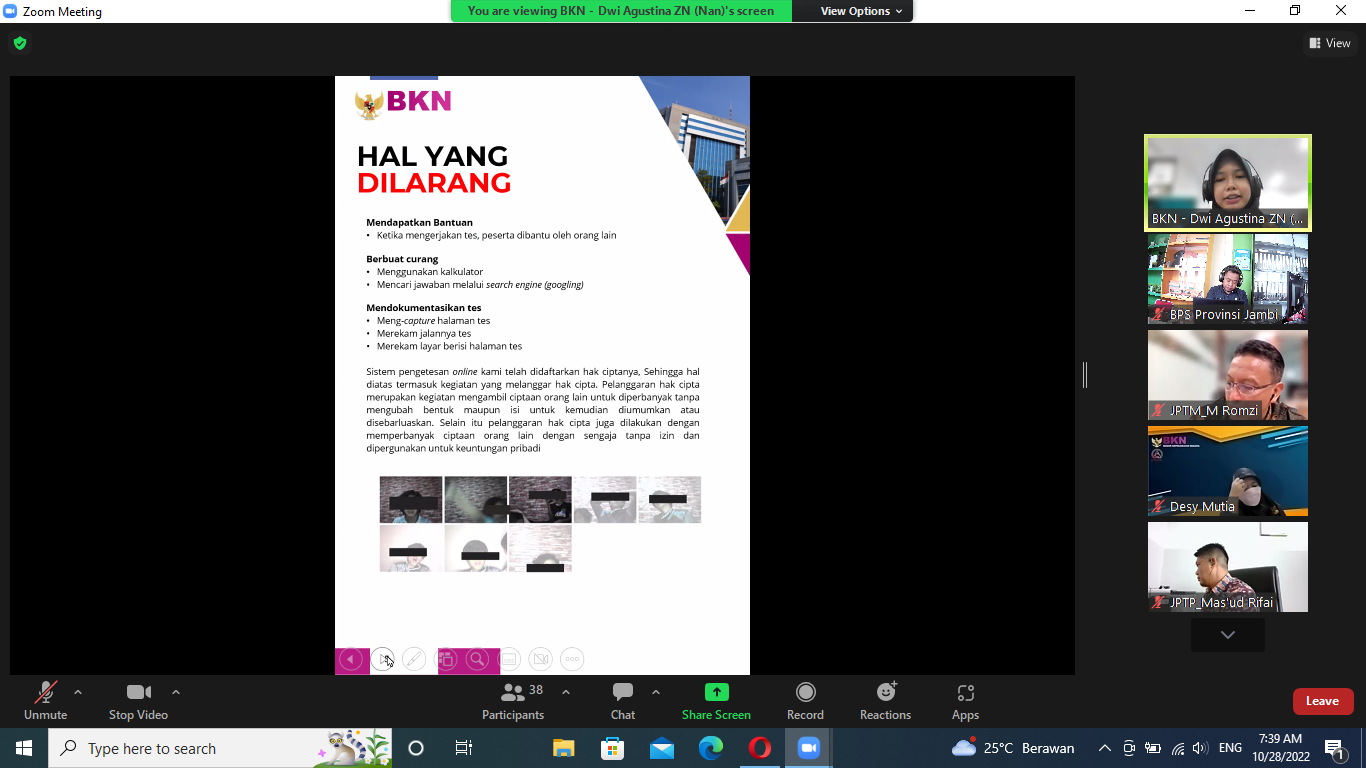 Zoom Meeting
You are viewing BKN - Dwi Agustina ZN (Nan)'s screen
View Options
View
BKN
HAL YANG
DILARANG
Mendapatkan Bantuan
• Ketika mengerjakan tes, peserta dibantu oleh orang lain
Berbuat curang
• Menggunakan kalkulator
• Mencari jawaban melalui search engine (googling)
Mendokumentasikan tes
• Meng-capture halaman tes
• Merekam jalannya tes
• Merekam layar berisi halaman tes
Sistem pengetesan online kami telah didaftarkan hak ciptanya, Sehingga hal
diatas termasuk kegiatan yang melanggar hak cipta. Pelanggaran hak cipta
merupakan kegiatan mengambil ciptaan orang lain untuk diperbanyak tanpa
mengubah bentuk maupun isi untuk kemudian diumumkan atau
disebarluaskan. Selain itu pelanggaran hak cipta juga dilakukan dengan
memperbanyak ciptaan orang lain dengan sengaja tanpa izin dan
dipergunakan untuk keuntungan pribadi
BKN - Dwi Agustina ZN (...
BPS Provinsi Jambi
JPTM_M Romzi
BKN
Desy Mutia
JPTP_Mas'ud Rifai
Unmute
Stop Video
38
Participants
Chat
Share Screen
Record
Reactions
Apps
Leave
Type here to search
25°C Berawan
ENG
7:39 AM
10/28/2022
1